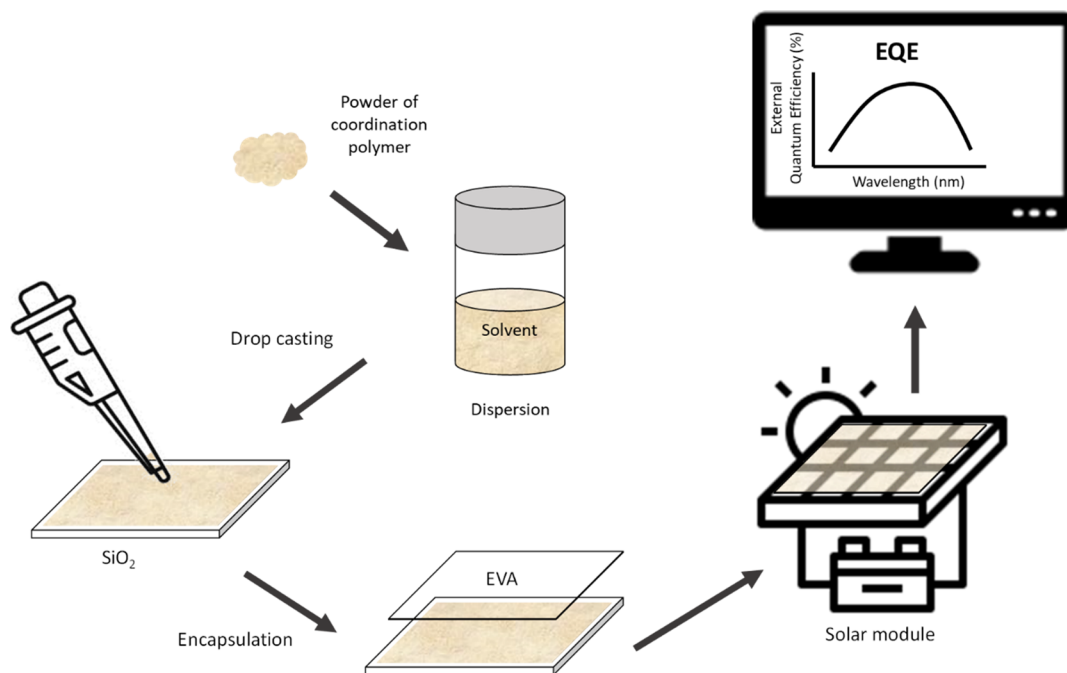 Powder of
coordination
polymer
Solvent
Dispersion
Drop casting
SiO₂
Encapsulation
EVA
Solar module
EQE
External
Quantum Efficiency (%)
Wavelength (nm)